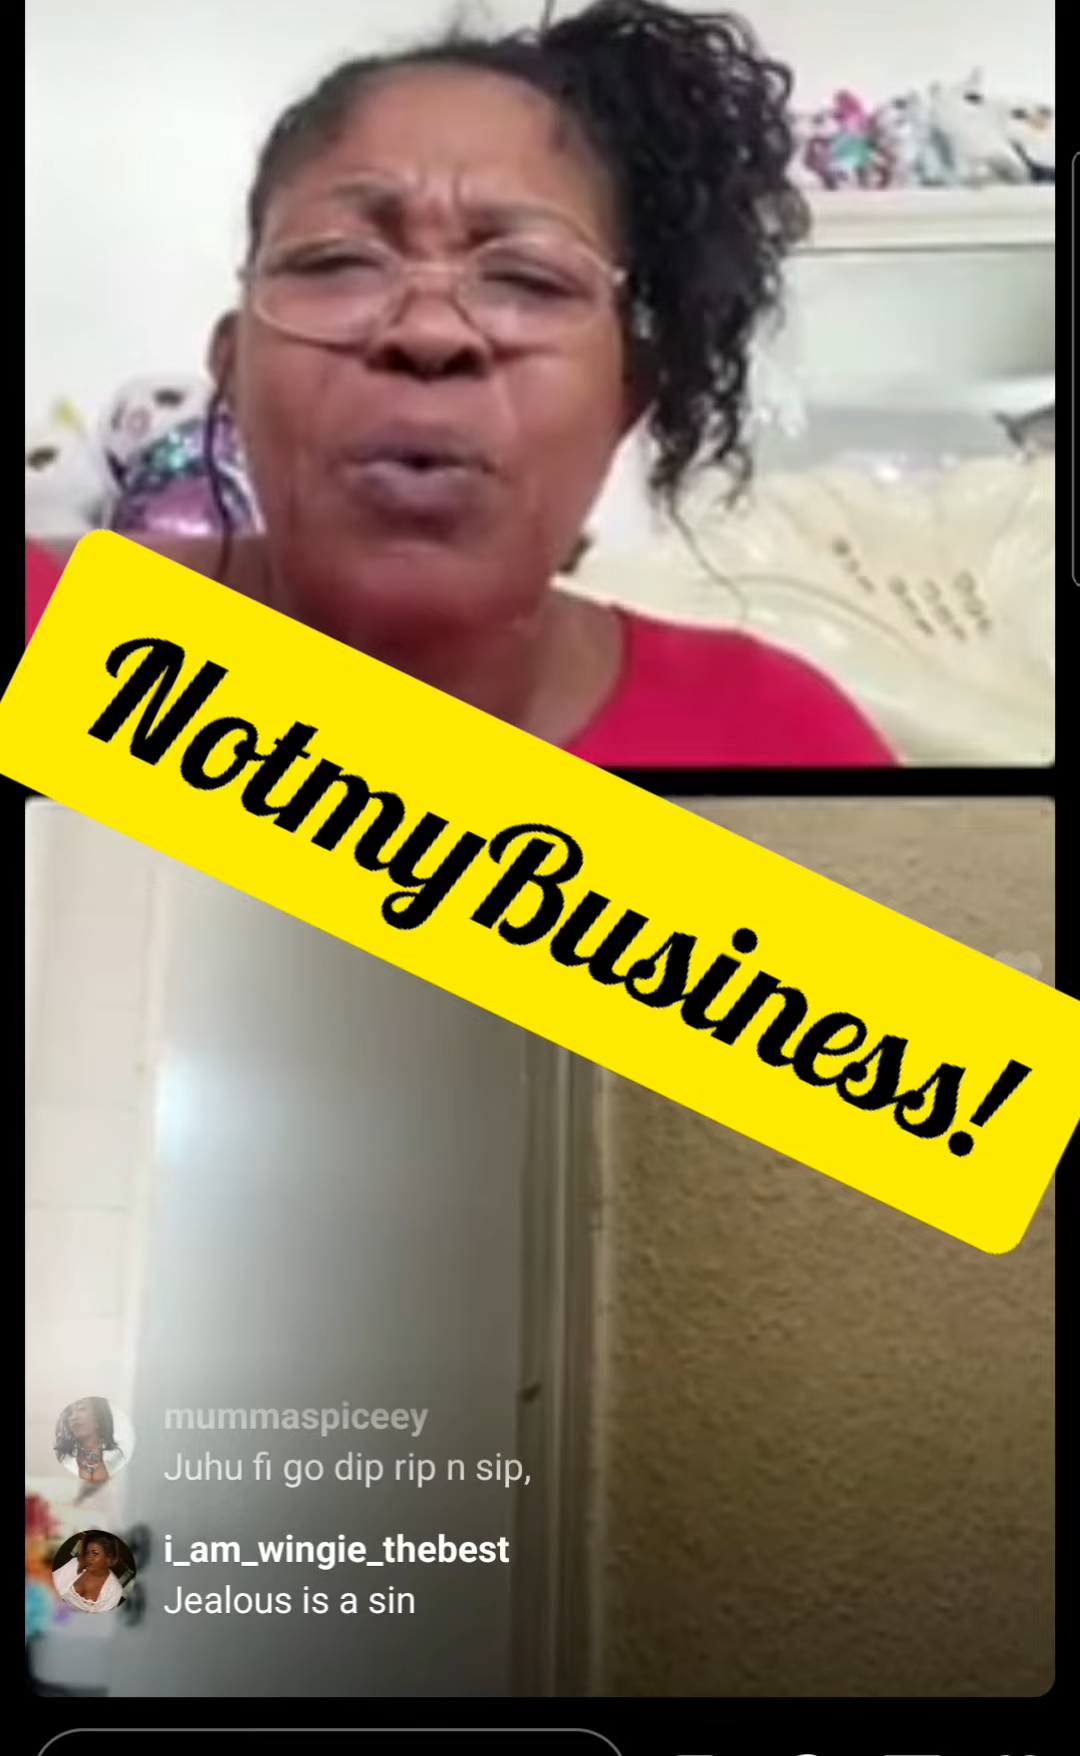 NotmyBusiness!
mummaspiceey
Juhu fi go dip rip n sip,
i_am_wingie_thebest
Jealous is a sin